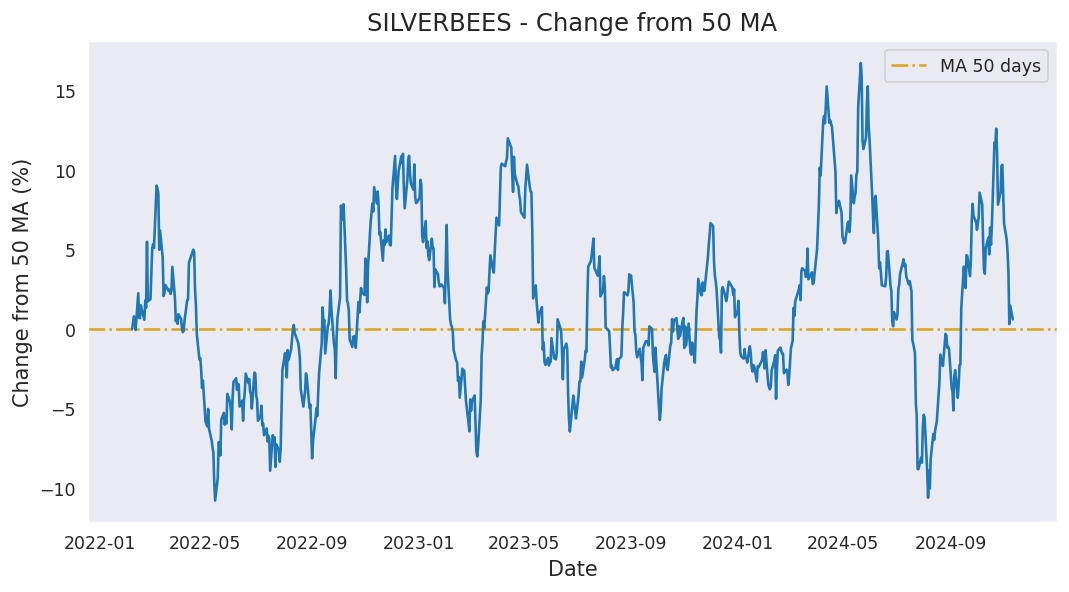 SILVERBEES - Change from 50 MA
MA 50 days
Change from 50 MA (%)
15
10
5
0
−5
−10
2022-01 2022-05 2022-09 2023-01 2023-05 2023-09 2024-01 2024-05 2024-09
Date